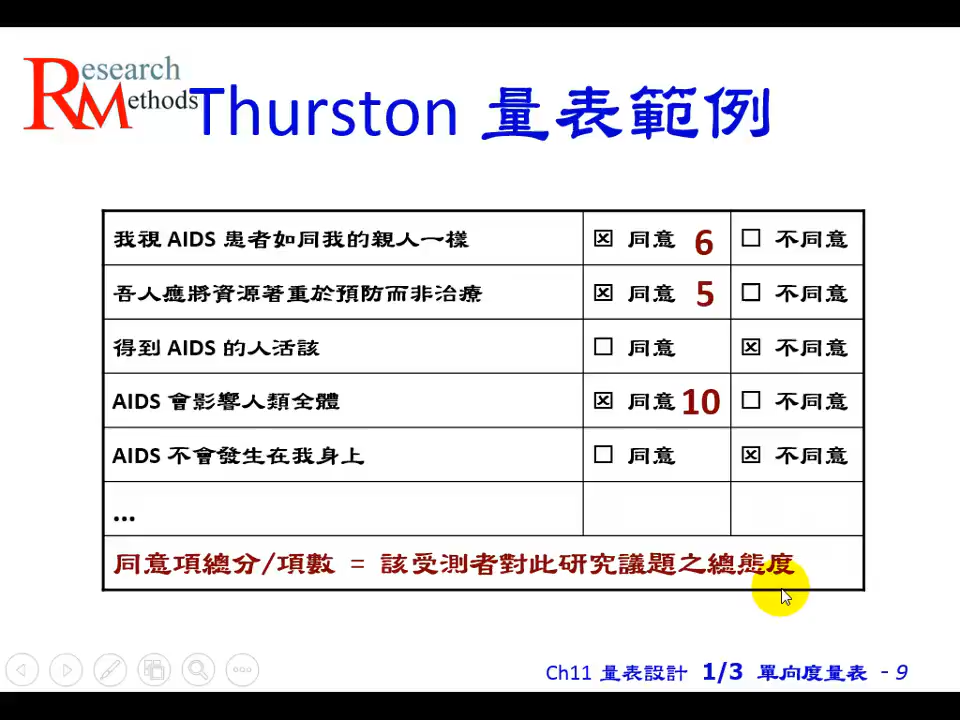 Research
Methods
Thurston 量表範例
我視 AIDS 患者如同我的親人一樣 ☒ 同意 6 ☐ 不同意
吾人應將資源著重於預防而非治療 ☒ 同意 5 ☐ 不同意
得到 AIDS 的人活該 ☐ 同意 ☒ 不同意
AIDS 會影響人類全體 ☒ 同意 10 ☐ 不同意
AIDS 不會發生在我身上 ☐ 同意 ☒ 不同意
...
同意項總分/項數 = 該受測者對此研究議題之總態度
Ch11 量表設計 1/3 單向度量表 - 9